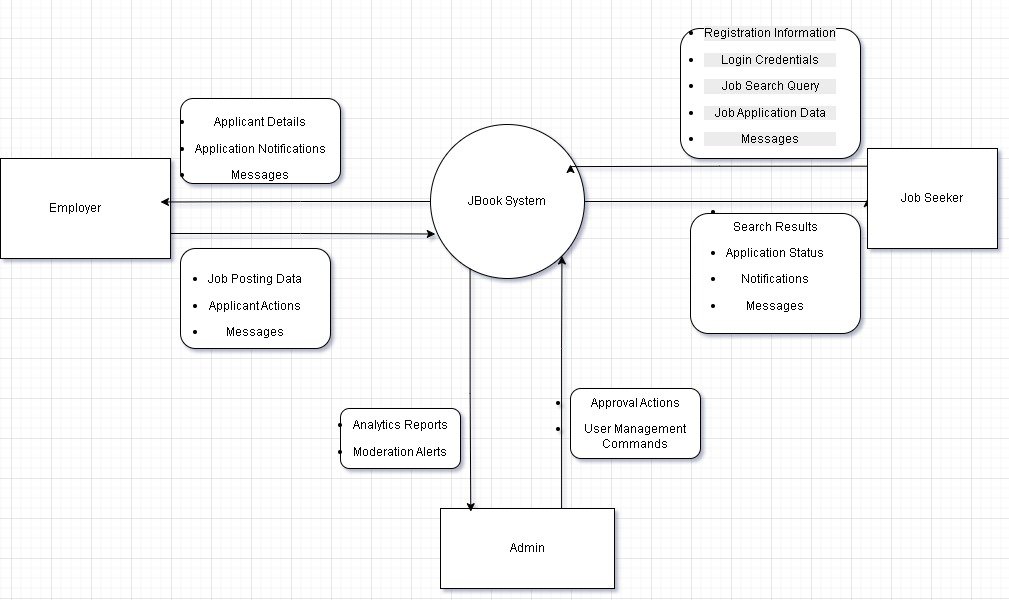 Registration Information
Login Credentials
Job Search Query
Job Application Data
Messages
Applicant Details
Application Notifications
Messages
Employer
JBook System
Job Seeker
Search Results
Application Status
Notifications
Messages
Job Posting Data
Applicant Actions
Messages
Analytics Reports
Moderation Alerts
Approval Actions
User Management
Commands
Admin